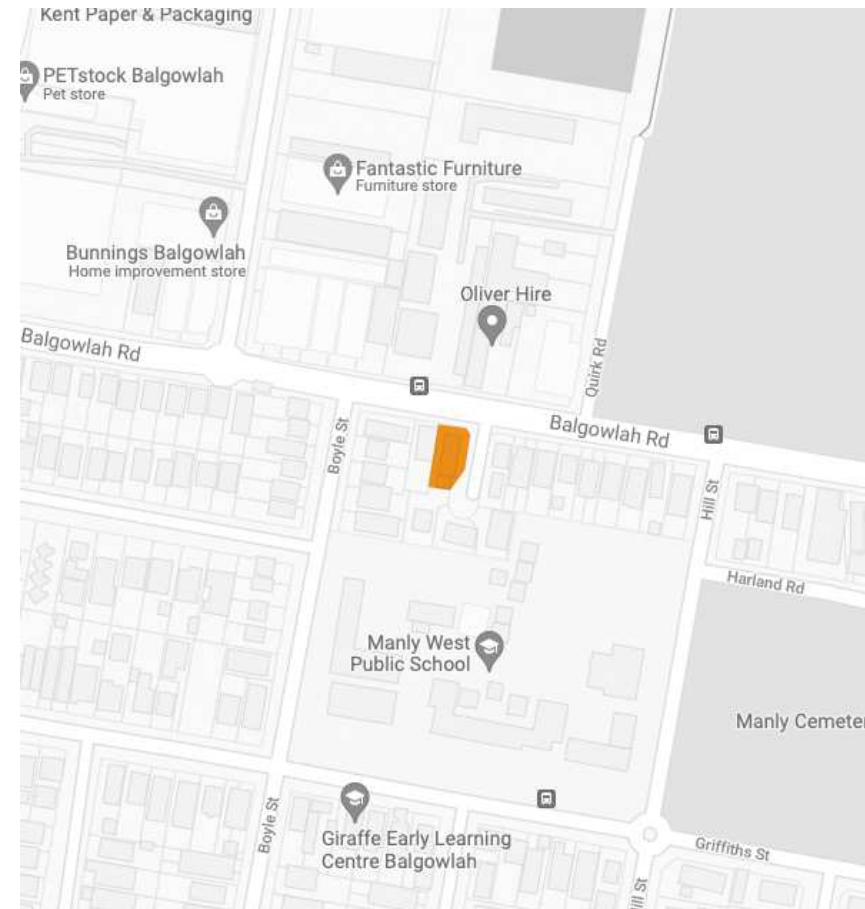 Kent Paper & Packaging
PETstock Balgowlah
Pet store
Fantastic Furniture
Furniture store
Bunnings Balgowlah
Home improvement store
Oliver Hire
Balgowlah Rd
Quirk Rd
Boyle St
Balgowlah Rd
Hill St
Harland Rd
Manly West
Public School
Manly Cemeter
Boyle St
Giraffe Early Learning
Centre Balgowlah
Griffiths St
ill St